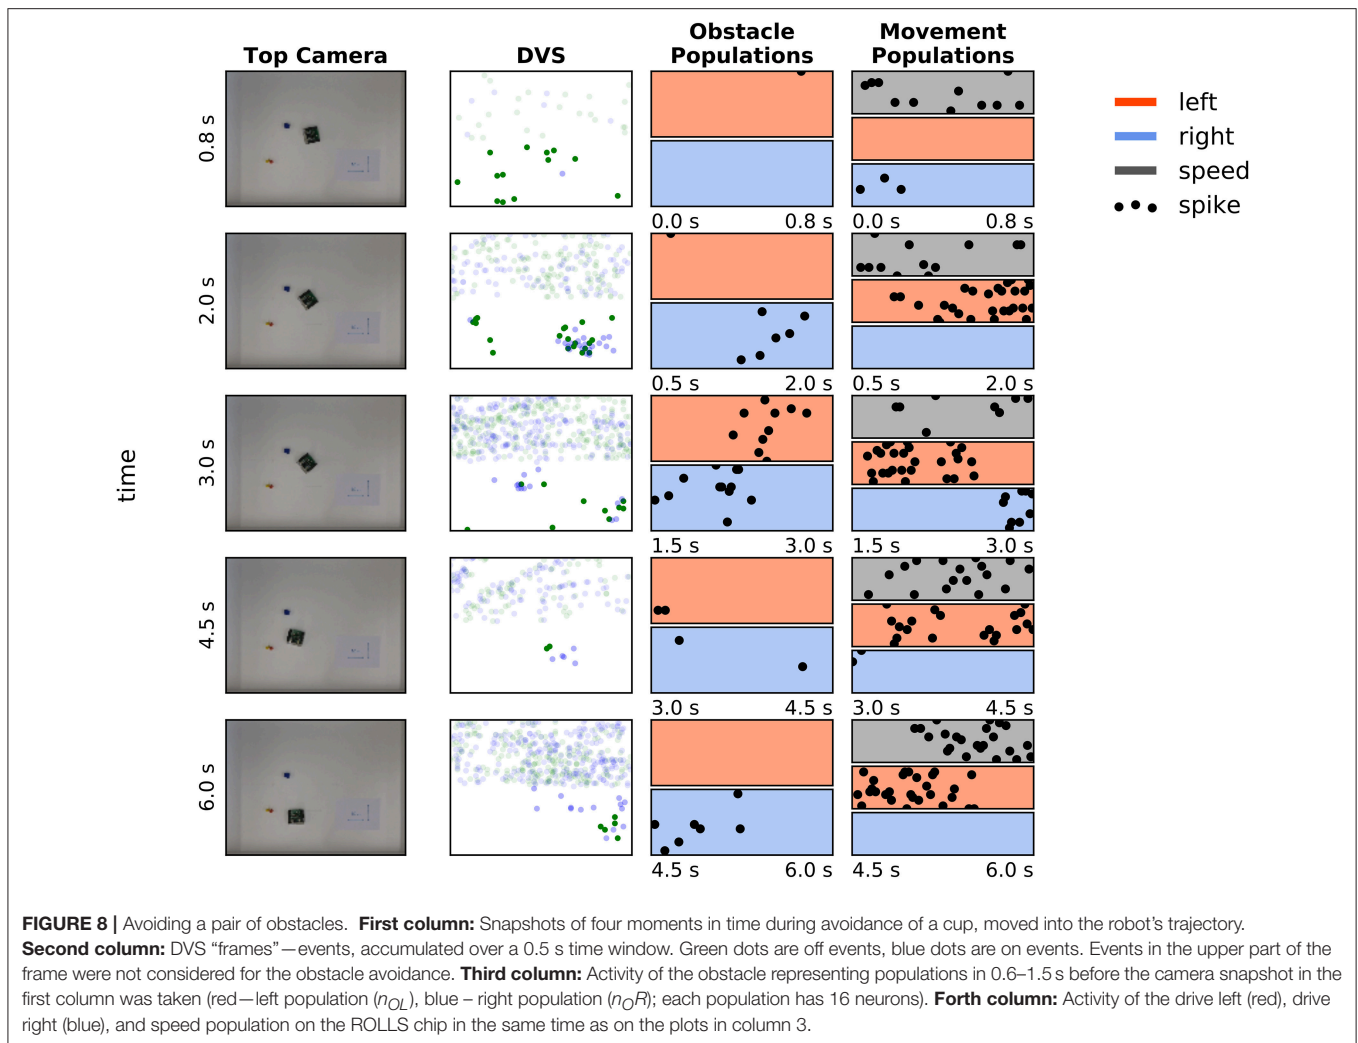 Top Camera
DVS
Obstacle
Populations
Movement
Populations
left
right
speed
spike
time
0.8 s
0.0 s 0.8 s
0.0 s 0.8 s
2.0 s
0.5 s 2.0 s
0.5 s 2.0 s
3.0 s
1.5 s 3.0 s
1.5 s 3.0 s
4.5 s
3.0 s 4.5 s
3.0 s 4.5 s
6.0 s
4.5 s 6.0 s
4.5 s 6.0 s
FIGURE 8 | Avoiding a pair of obstacles. First column: Snapshots of four moments in time during avoidance of a cup, moved into the robot's trajectory.
Second column: DVS “frames”—events, accumulated over a 0.5 s time window. Green dots are off events, blue dots are on events. Events in the upper part of the
frame were not considered for the obstacle avoidance. Third column: Activity of the obstacle representing populations in 0.6–1.5 s before the camera snapshot in the
first column was taken (red—left population (nOL), blue – right population (nOR); each population has 16 neurons). Forth column: Activity of the drive left (red), drive
right (blue), and speed population on the ROLLS chip in the same time as on the plots in column 3.